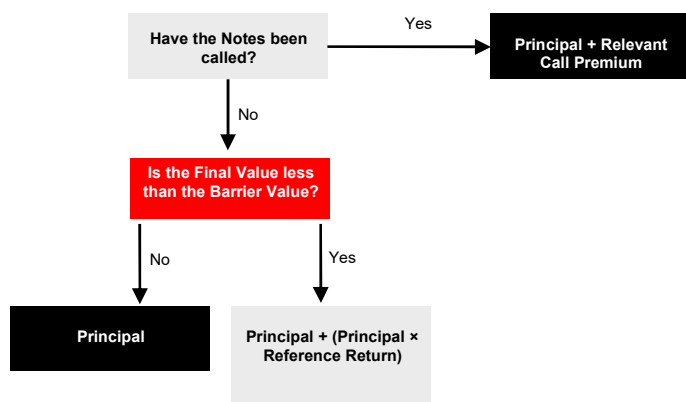 Have the Notes been
called?
Yes
Principal + Relevant
Call Premium
No
Is the Final Value less
than the Barrier Value?
No
Yes
Principal
Principal + (Principal ×
Reference Return)